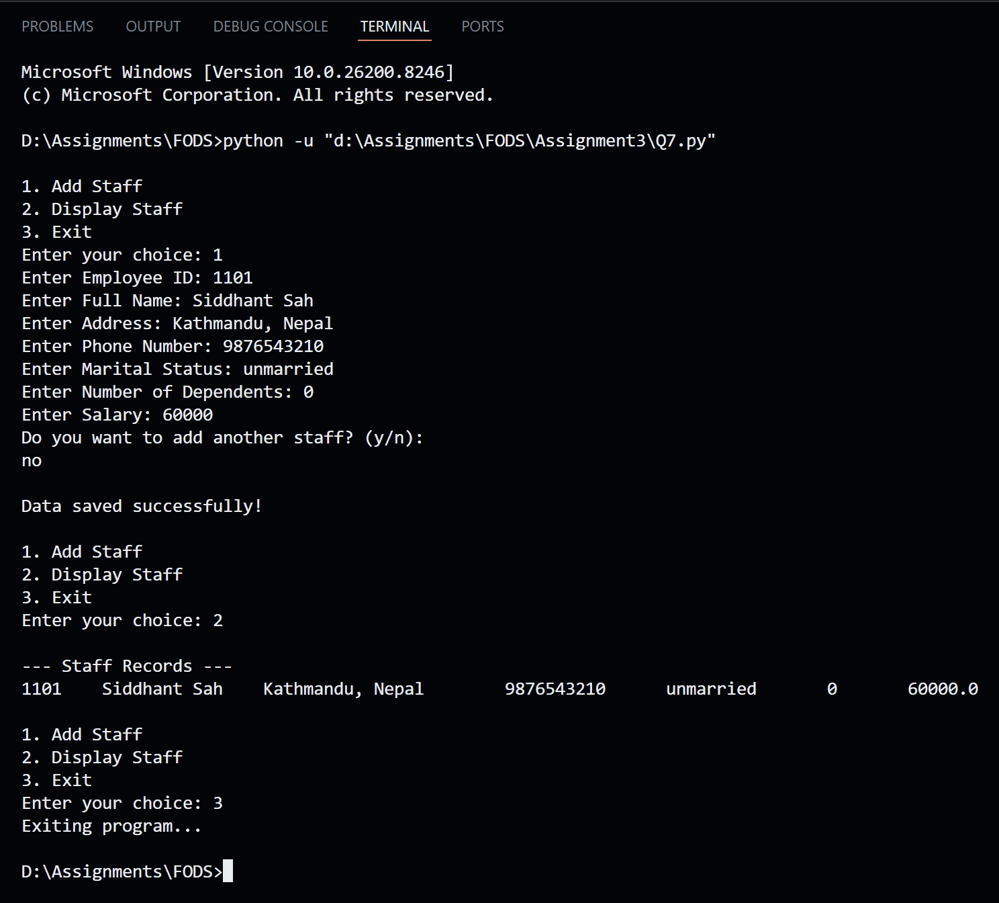 PROBLEMS OUTPUT DEBUG CONSOLE TERMINAL PORTS
Microsoft Windows [Version 10.0.26200.8246]
(c) Microsoft Corporation. All rights reserved.
D:\Assignments\FODS>python -u "d:\Assignments\FODS\Assignment3\Q7.py"
1. Add Staff
2. Display Staff
3. Exit
Enter your choice: 1
Enter Employee ID: 1101
Enter Full Name: Siddhant Sah
Enter Address: Kathmandu, Nepal
Enter Phone Number: 9876543210
Enter Marital Status: unmarried
Enter Number of Dependents: 0
Enter Salary: 60000
Do you want to add another staff? (y/n):
no
Data saved successfully!
1. Add Staff
2. Display Staff
3. Exit
Enter your choice: 2
--- Staff Records ---
1101 Siddhant Sah Kathmandu, Nepal 9876543210 unmarried 0 60000.0
1. Add Staff
2. Display Staff
3. Exit
Enter your choice: 3
Exiting program...
D:\Assignments\FODS>